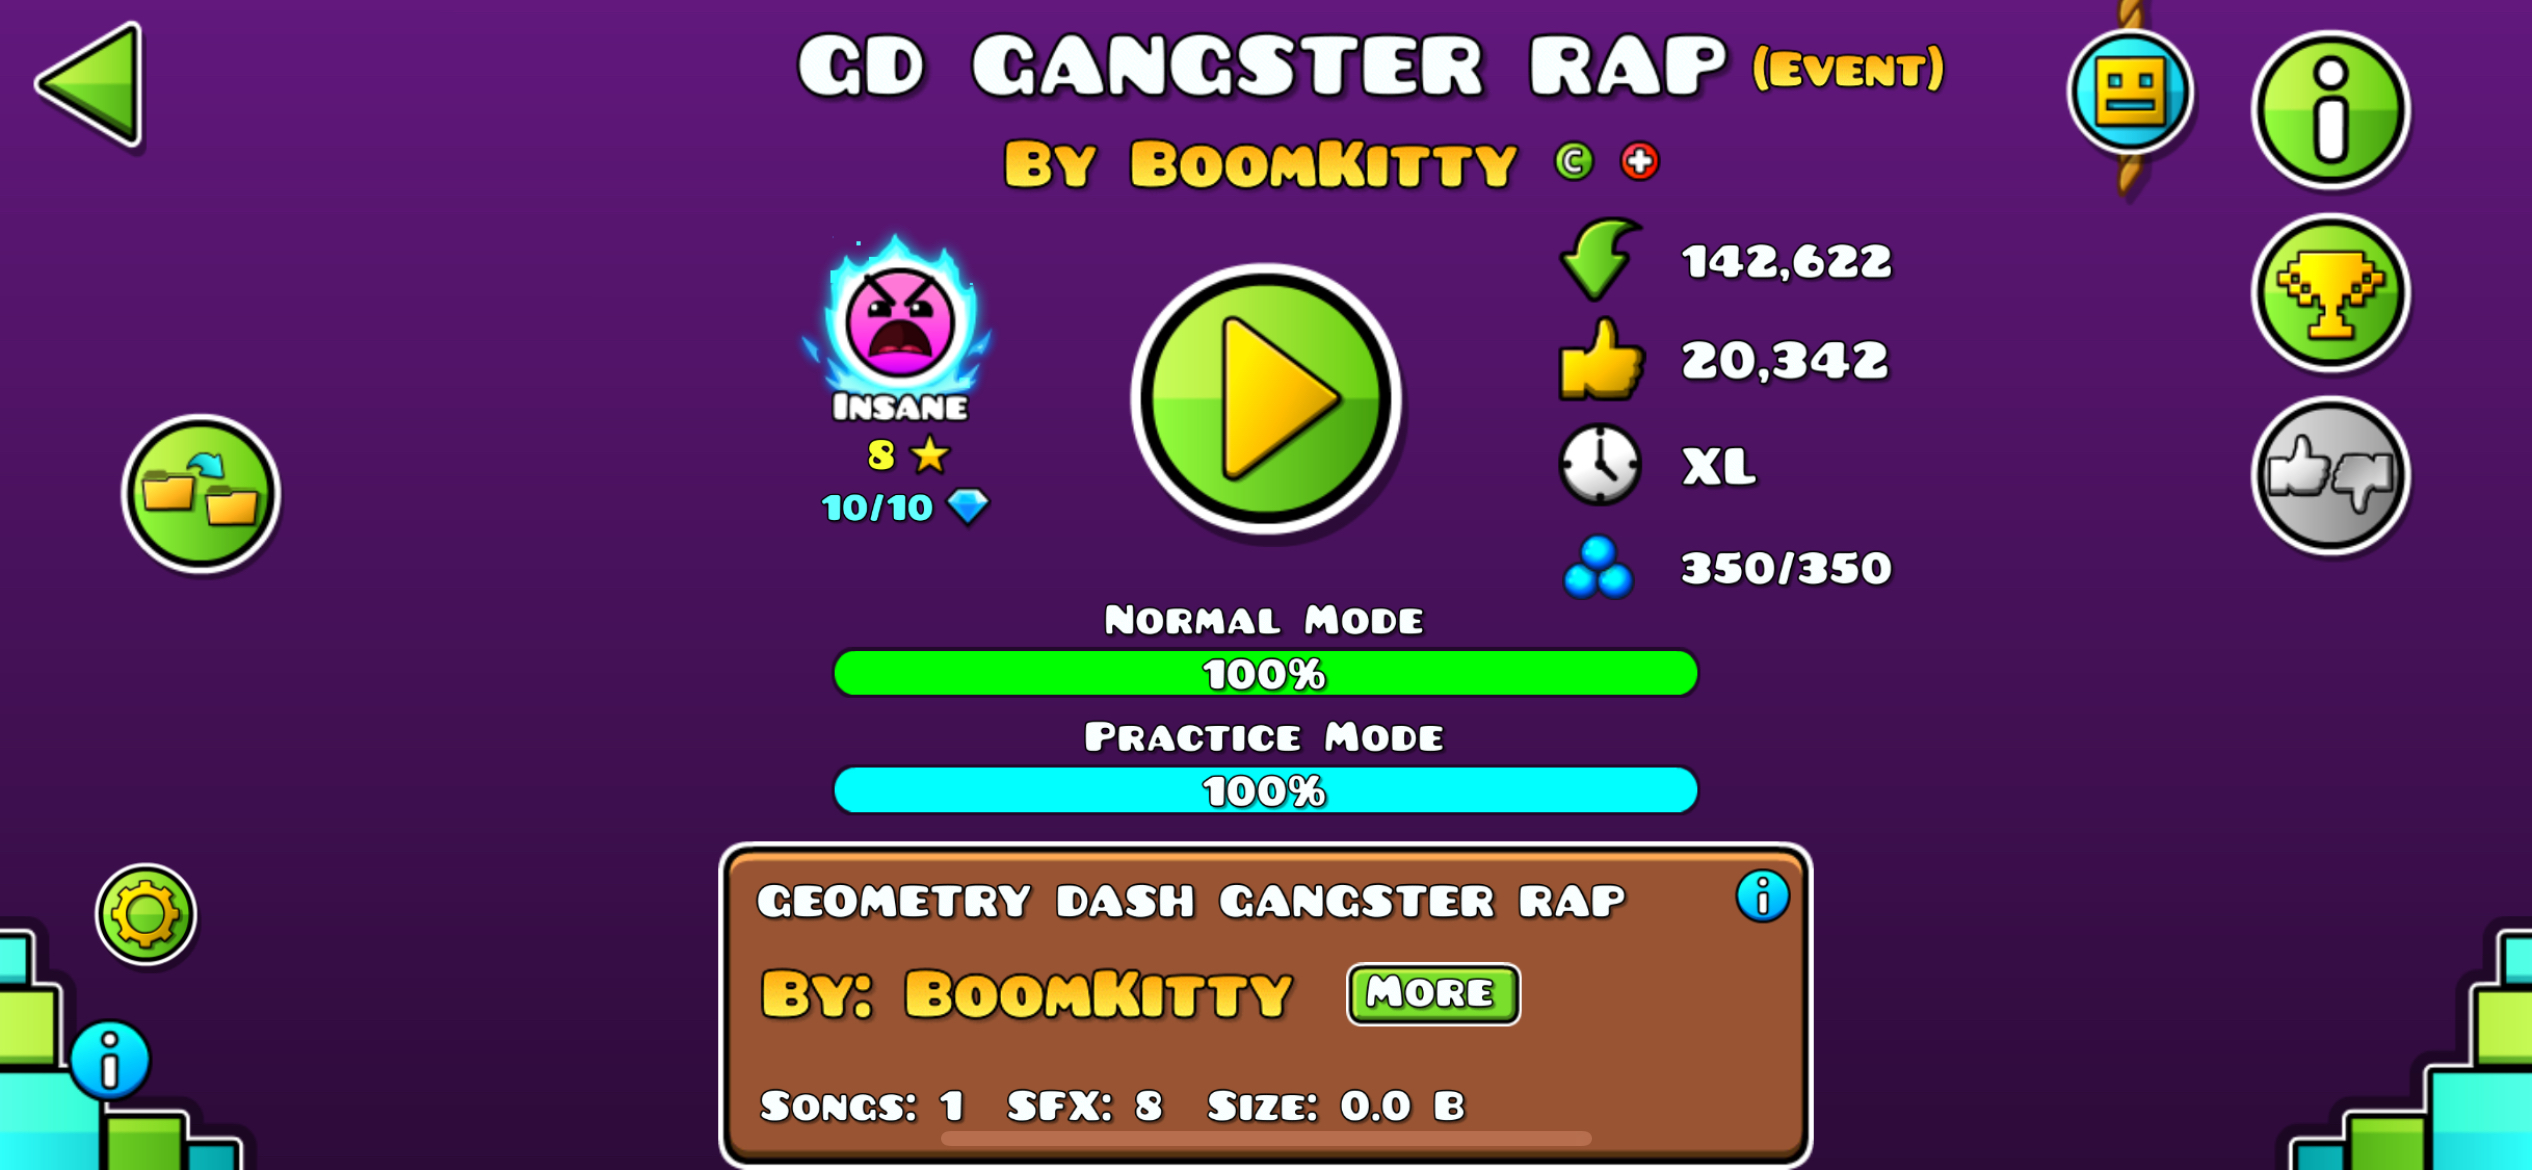 GD GANGSTER RAP (EVENT)
BY BOOMKITTY
142,622
20,342
INSANE
XL
8
10/10
350/350
NORMAL MODE
100%
PRACTICE MODE
100%
GEOMETRY DASH GANGSTER RAP
BY: BOOMKITTY MORE
SONGS: 1 SFX: 8 SIZE: 0.0 B